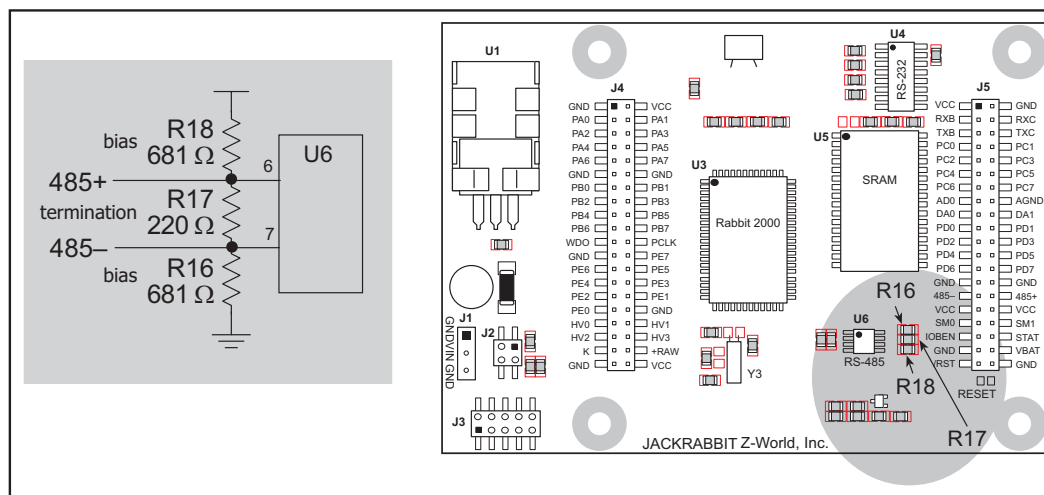 R18
bias
681 Ω
485+
6
U6
R17
termination
220 Ω
485–
7
R16
bias
681 Ω
U1
J4
GND VCC
PA0 PA1
PA2 PA3
PA4 PA5
PA6 PA7
GND GND
PB0 PB1
PB2 PB3
PB4 PB5
PB6 PB7
WDO PCLK
GND PE7
PE6 PE5
PE4 PE3
PE2 PE1
PE0 GND
HV0 HV1
HV2 HV3
K +RAW
GND VCC
J1
GND VIN GND
J2
J3
U3
Rabbit 2000
Y3
U4
RS-232
U5
SRAM
J5
VCC GND
RXB RXC
TXB TXC
PC0 PC1
PC2 PC3
PC4 PC5
PC6 PC7
AD0 AGND
DA0 DA1
PD0 PD1
PD2 PD3
PD4 PD5
PD6 PD7
GND GND
485– 485+
VCC VCC
SM0 SM1
IOBEN STAT
GND VBAT
/RST GND
R16
U6
RS-485
R18
RESET
R17
JACKRABBIT Z-World, Inc.